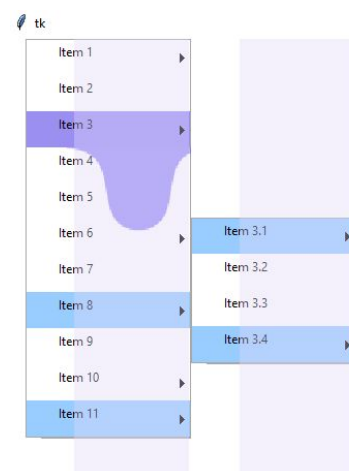 tk
Item 1
Item 2
Item 3
Item 4
Item 5
Item 6
Item 7
Item 8
Item 9
Item 10
Item 11
Item 3.1
Item 3.2
Item 3.3
Item 3.4